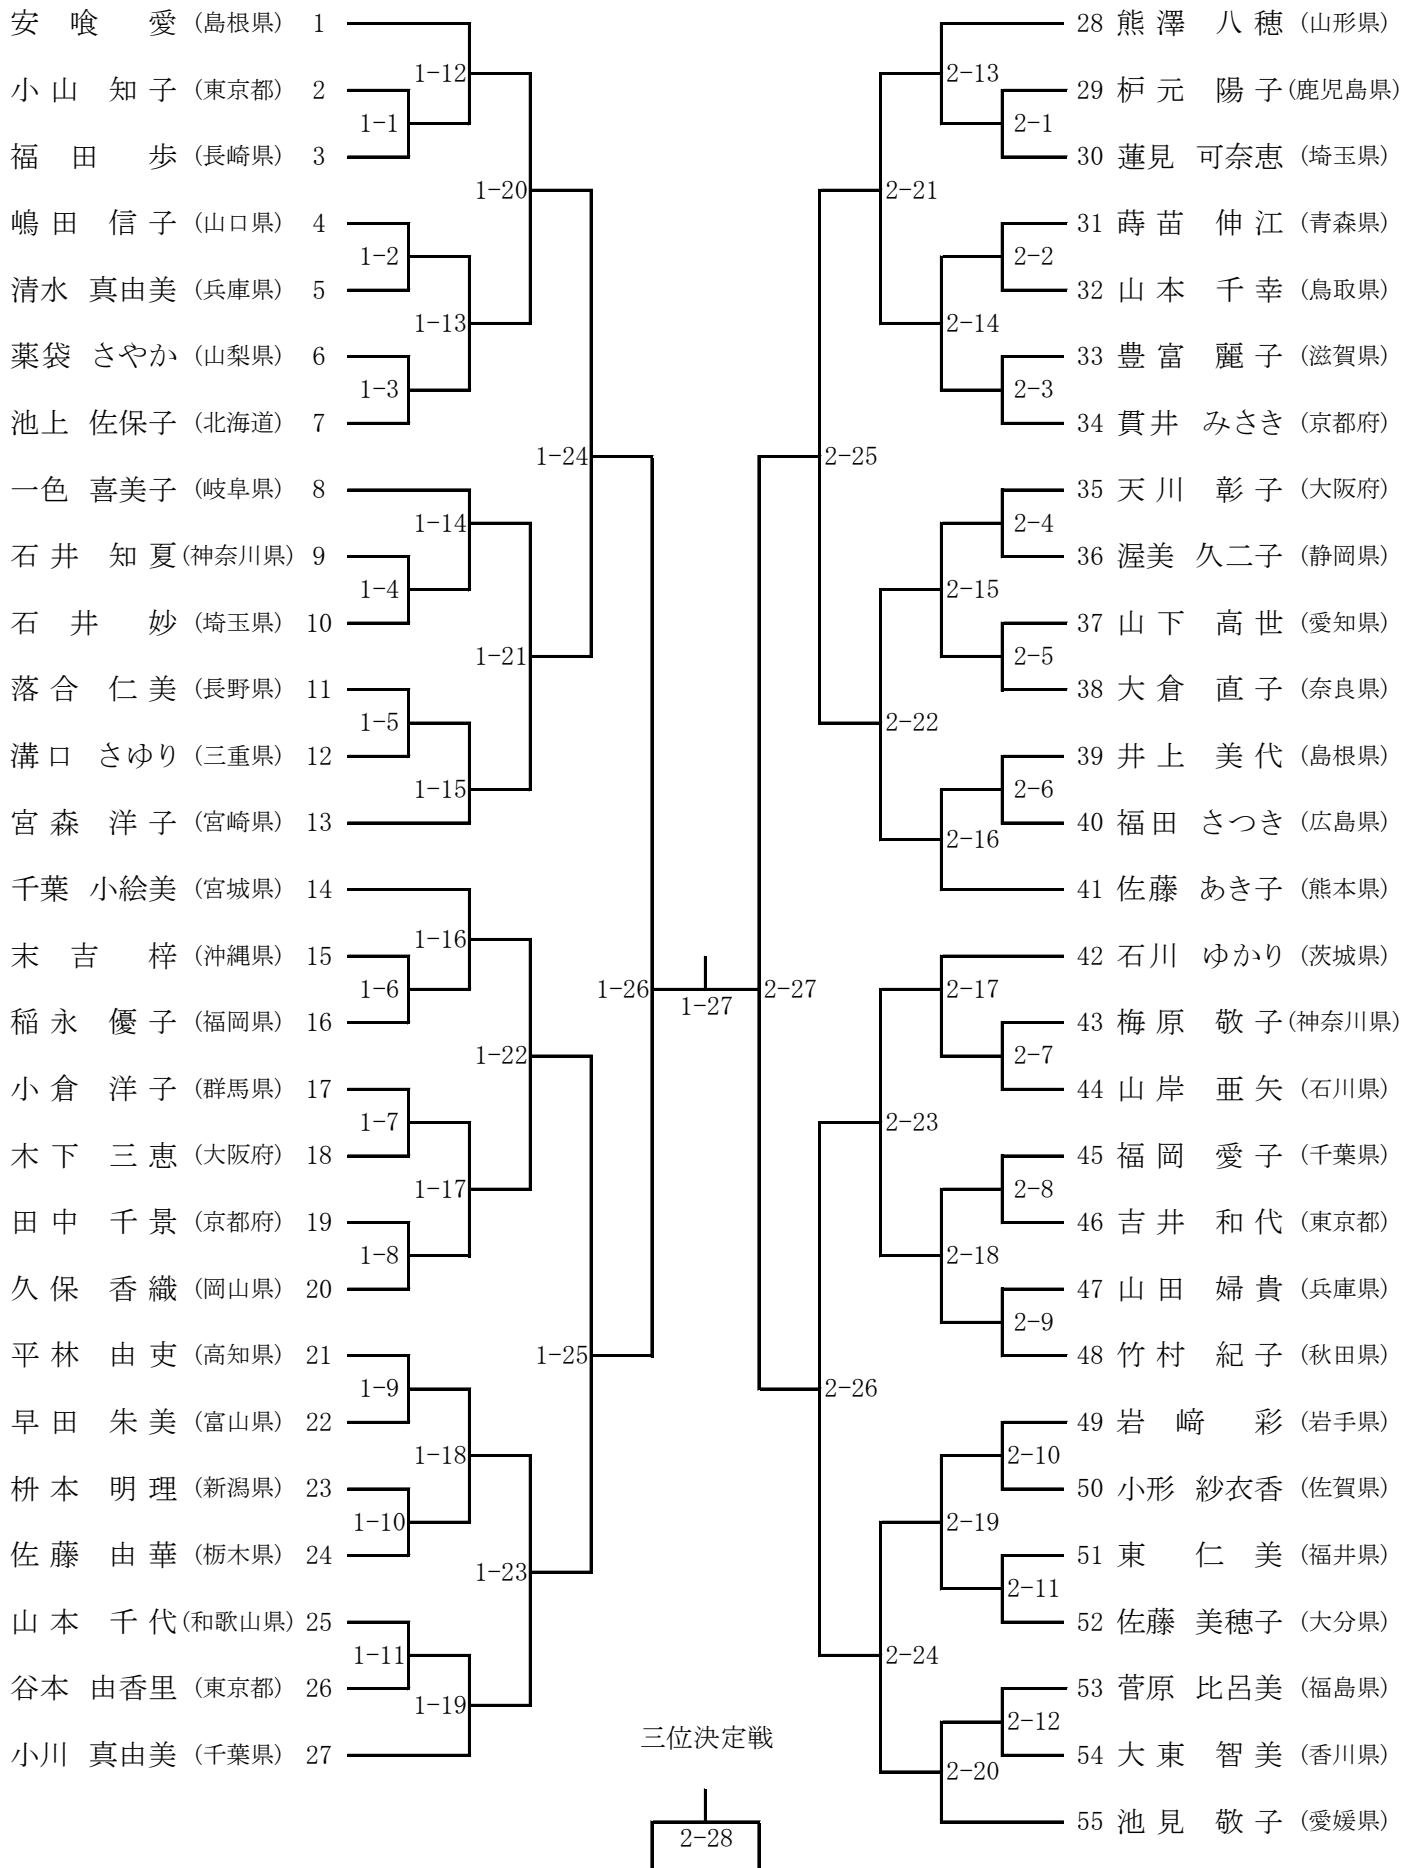 安 喰 愛 (島根県) 1
小 山 知 子 (東京都) 2
福 田 歩 (長崎県) 3
嶋 田 信 子 (山口県) 4
清水 真由美 (兵庫県) 5
薬袋 さやか (山梨県) 6
池上 佐保子 (北海道) 7
一色 喜美子 (岐阜県) 8
石 井 知 夏 (神奈川県) 9
石 井 妙 (埼玉県) 10
落 合 仁 美 (長野県) 11
溝口 さゆり (三重県) 12
宮 森 洋 子 (宮崎県) 13
千葉 小絵美 (宮城県) 14
末 吉 梓 (沖縄県) 15
稲 永 優 子 (福岡県) 16
小 倉 洋 子 (群馬県) 17
木 下 三 恵 (大阪府) 18
田 中 千 景 (京都府) 19
久 保 香 織 (岡山県) 20
平 林 由 吏 (高知県) 21
早 田 朱 美 (富山県) 22
枡 本 明 理 (新潟県) 23
佐 藤 由 華 (栃木県) 24
山 本 千 代 (和歌山県) 25
谷本 由香里 (東京都) 26
小川 真由美 (千葉県) 27
1-1
1-2
1-3
1-4
1-5
1-6
1-7
1-8
1-9
1-10
1-11
1-12
1-13
1-14
1-15
1-16
1-17
1-18
1-19
1-20
1-21
1-22
1-23
1-24
1-25
1-26
1-27
三位決定戦
2-28
2-27
2-25
2-26
2-21
2-22
2-23
2-24
2-13
2-14
2-15
2-16
2-17
2-18
2-19
2-20
2-1
2-2
2-3
2-4
2-5
2-6
2-7
2-8
2-9
2-10
2-11
2-12
28 熊 澤 八 穂 (山形県)
29 枦 元 陽 子 (鹿児島県)
30 蓮見 可奈恵 (埼玉県)
31 蒔 苗 伸 江 (青森県)
32 山 本 千 幸 (鳥取県)
33 豊 富 麗 子 (滋賀県)
34 貫井 みさき (京都府)
35 天 川 彰 子 (大阪府)
36 渥美 久二子 (静岡県)
37 山 下 高 世 (愛知県)
38 大 倉 直 子 (奈良県)
39 井 上 美 代 (島根県)
40 福田 さつき (広島県)
41 佐藤 あき子 (熊本県)
42 石川 ゆかり (茨城県)
43 梅 原 敬 子 (神奈川県)
44 山 岸 亜 矢 (石川県)
45 福 岡 愛 子 (千葉県)
46 吉 井 和 代 (東京都)
47 山 田 婦 貴 (兵庫県)
48 竹 村 紀 子 (秋田県)
49 岩 﨑 彩 (岩手県)
50 小形 紗衣香 (佐賀県)
51 東 仁 美 (福井県)
52 佐藤 美穂子 (大分県)
53 菅原 比呂美 (福島県)
54 大 東 智 美 (香川県)
55 池 見 敬 子 (愛媛県)